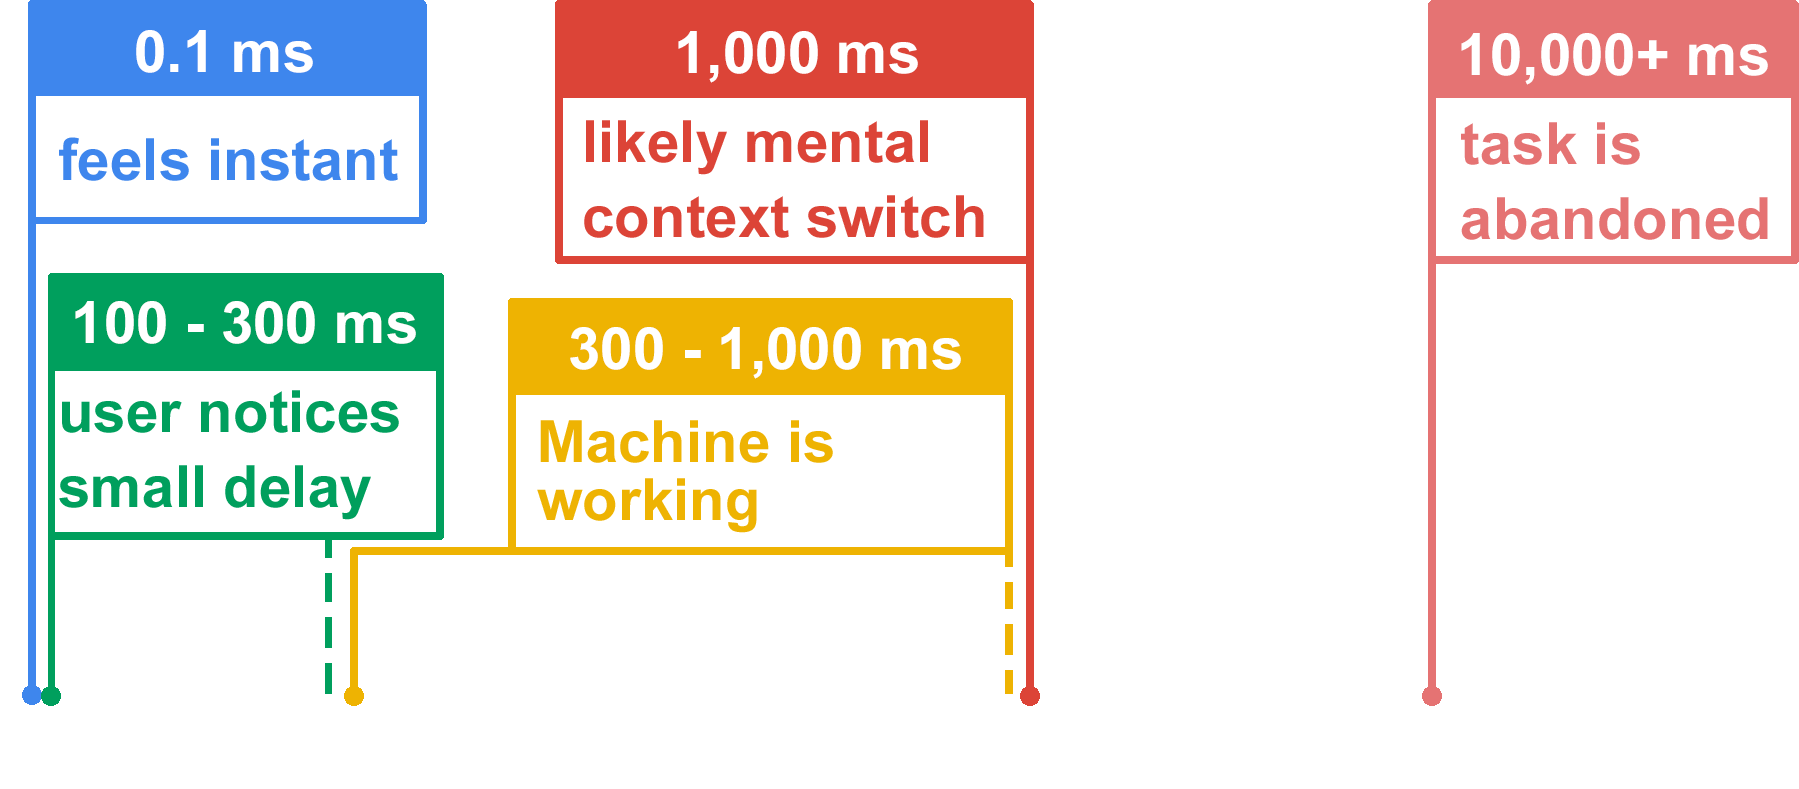 0.1 ms
feels instant
100 - 300 ms
user notices
small delay
1,000 ms
likely mental
context switch
300 - 1,000 ms
Machine is
working
10,000+ ms
task is
abandoned